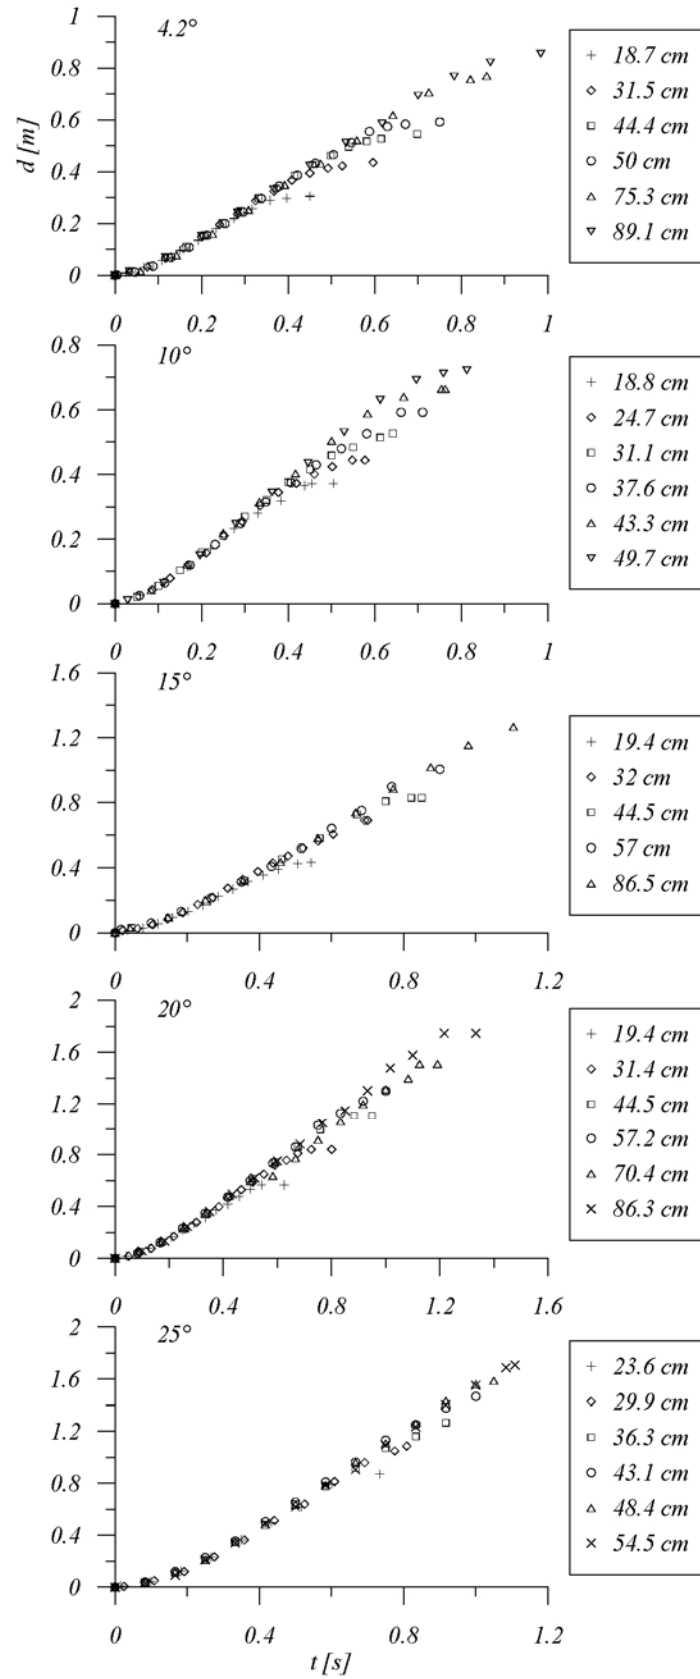 4.2°
d [m]
1
0.8
0.6
0.4
0.2
0
0 0.2 0.4 0.6 0.8 1
18.7 cm
31.5 cm
44.4 cm
50 cm
75.3 cm
89.1 cm
10°
0.8
0.6
0.4
0.2
0
0 0.2 0.4 0.6 0.8 1
18.8 cm
24.7 cm
31.1 cm
37.6 cm
43.3 cm
49.7 cm
15°
1.6
1.2
0.8
0.4
0
0 0.4 0.8 1.2
19.4 cm
32 cm
44.5 cm
57 cm
86.5 cm
20°
2
1.6
1.2
0.8
0.4
0
0 0.4 0.8 1.2 1.6
19.4 cm
31.4 cm
44.5 cm
57.2 cm
70.4 cm
86.3 cm
25°
2
1.6
1.2
0.8
0.4
0
0 0.4 0.8 1.2
23.6 cm
29.9 cm
36.3 cm
43.1 cm
48.4 cm
54.5 cm
t [s]